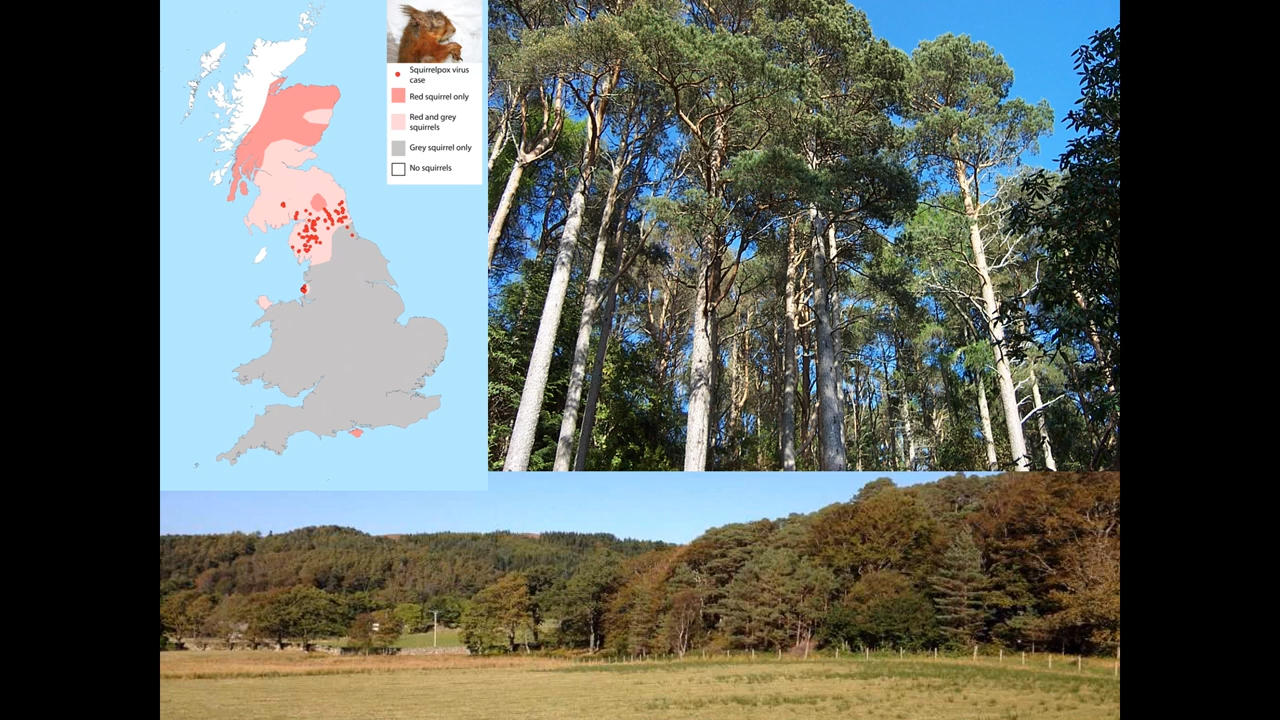 Squirrelpox virus
case
Red squirrel only
Red and grey
squirrels
Grey squirrel only
No squirrels